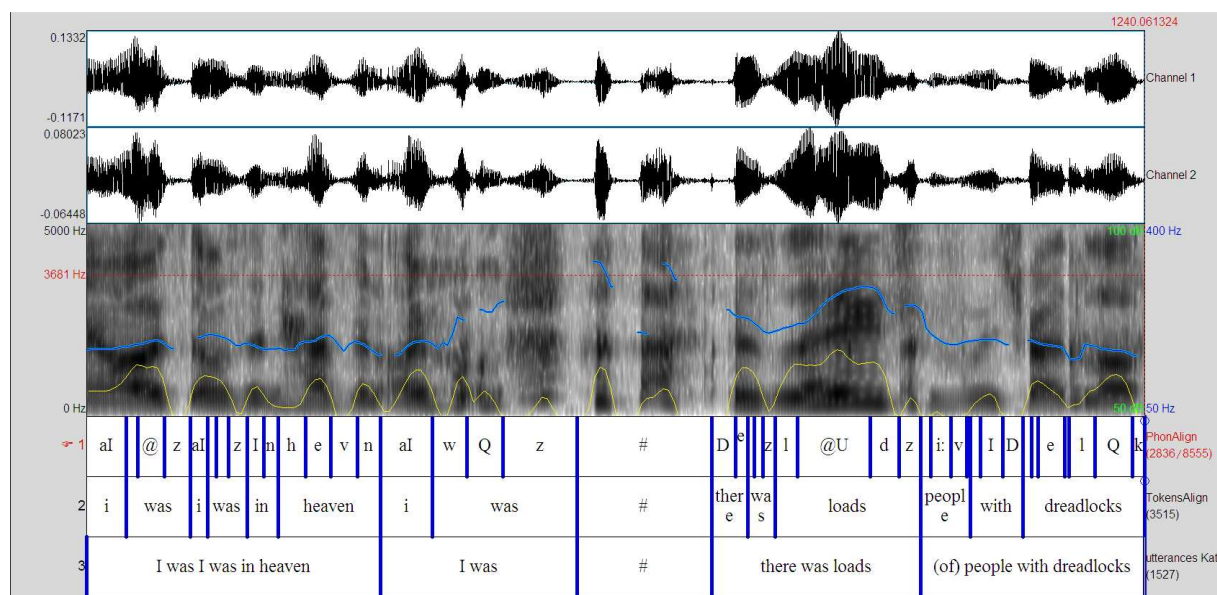 1240.061324
0.1332
Channel 1
-0.1171
0.08023
Channel 2
-0.06448
5000 Hz 100 dB 400 Hz
3681 Hz
0 Hz 50 dB 50 Hz
1 aI @ z aI z I n h e v n aI w Q z # D e z l @U d z i: v I D e l Q k PhonAlign
(2836/8555)
2 i was i was in heaven i was # there was loads people with dreadlocks TokensAlign
(3515)
3 I was I was in heaven I was # there was loads (of) people with dreadlocks utterances Kat
(1527)